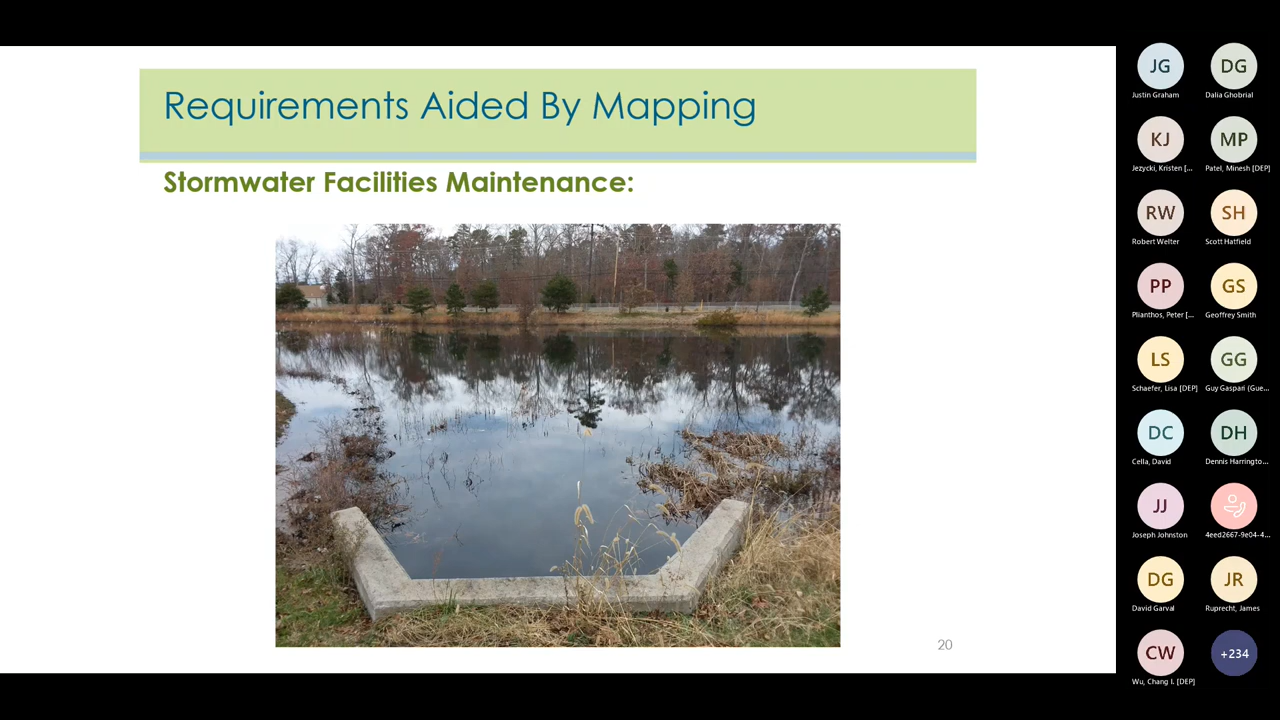 Requirements Aided By Mapping
Stormwater Facilities Maintenance:
20
JG
Justin Graham
DG
Dalia Ghobrial
KJ
Jezycki, Kristen [...
MP
Patel, Minesh [DEP]
RW
Robert Welter
SH
Scott Hatfield
PP
Plianthos, Peter [...
GS
Geoffrey Smith
LS
Schaefer, Lisa [DEP]
GG
Guy Gaspari (Gue...
DC
Cella, David
DH
Dennis Harringto...
JJ
Joseph Johnston
4eed2667-9e04-4...
DG
David Garval
JR
Ruprecht, James
CW
Wu, Chang I. [DEP]
+234